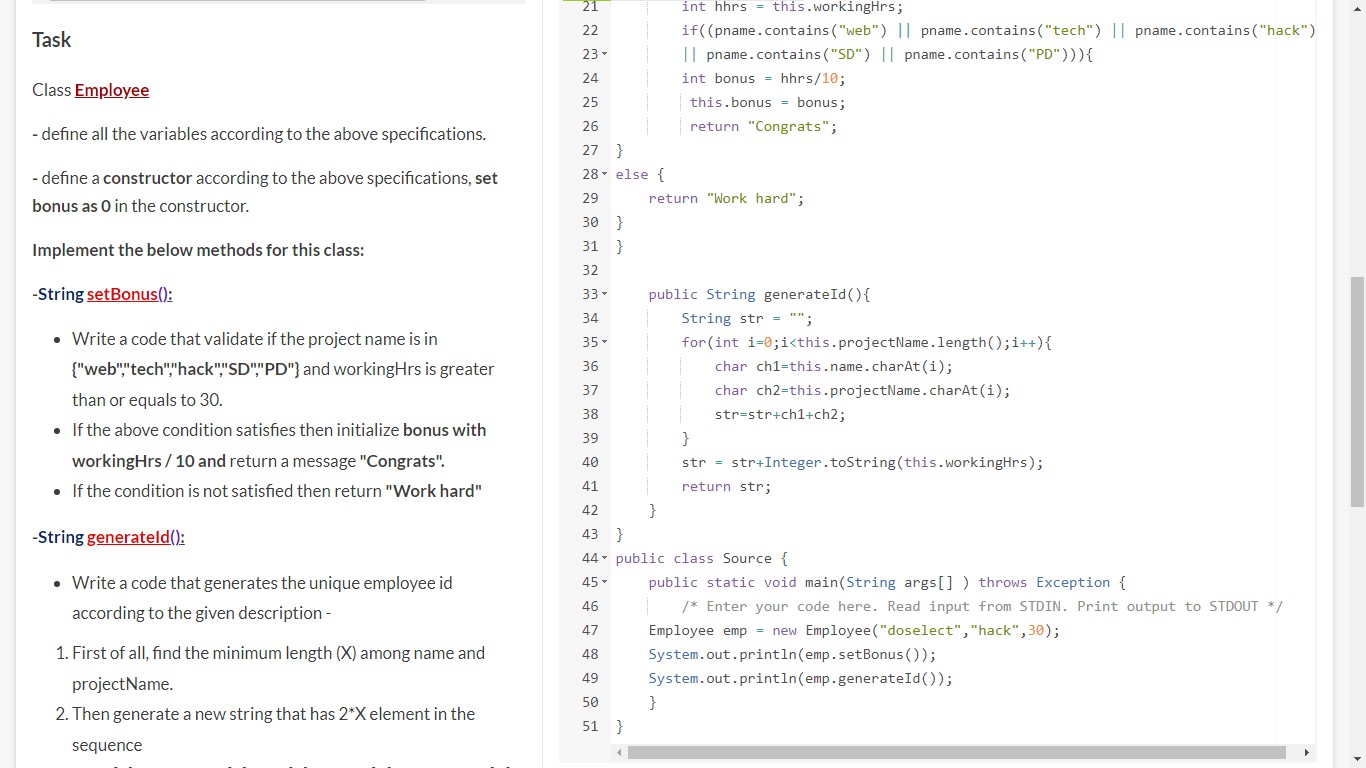 Task
Class Employee
- define all the variables according to the above specifications.
- define a constructor according to the above specifications, set
bonus as 0 in the constructor.
Implement the below methods for this class:
-String setBonus():
• Write a code that validate if the project name is in
{"web","tech","hack","SD","PD"} and workingHrs is greater
than or equals to 30.
• If the above condition satisfies then initialize bonus with
workingHrs / 10 and return a message "Congrats".
• If the condition is not satisfied then return "Work hard"
-String generateId():
• Write a code that generates the unique employee id
according to the given description -
1. First of all, find the minimum length (X) among name and
projectName.
2. Then generate a new string that has 2*X element in the
sequence
21 int hhrs = this.workingHrs;
22 if((pname.contains("web") || pname.contains("tech") || pname.contains("hack")
23 || pname.contains("SD") || pname.contains("PD"))){
24 int bonus = hhrs/10;
25 this.bonus = bonus;
26 return "Congrats";
27 }
28 else {
29 return "Work hard";
30 }
31 }
32
33 public String generateId(){
34 String str = "";
35 for(int i=0;i<this.projectName.length();i++){
36 char ch1=this.name.charAt(i);
37 char ch2=this.projectName.charAt(i);
38 str=str+ch1+ch2;
39 }
40 str = str+Integer.toString(this.workingHrs);
41 return str;
42 }
43 }
44 public class Source {
45 public static void main(String args[] ) throws Exception {
46 /* Enter your code here. Read input from STDIN. Print output to STDOUT */
47 Employee emp = new Employee("doselect","hack",30);
48 System.out.println(emp.setBonus());
49 System.out.println(emp.generateId());
50 }
51 }